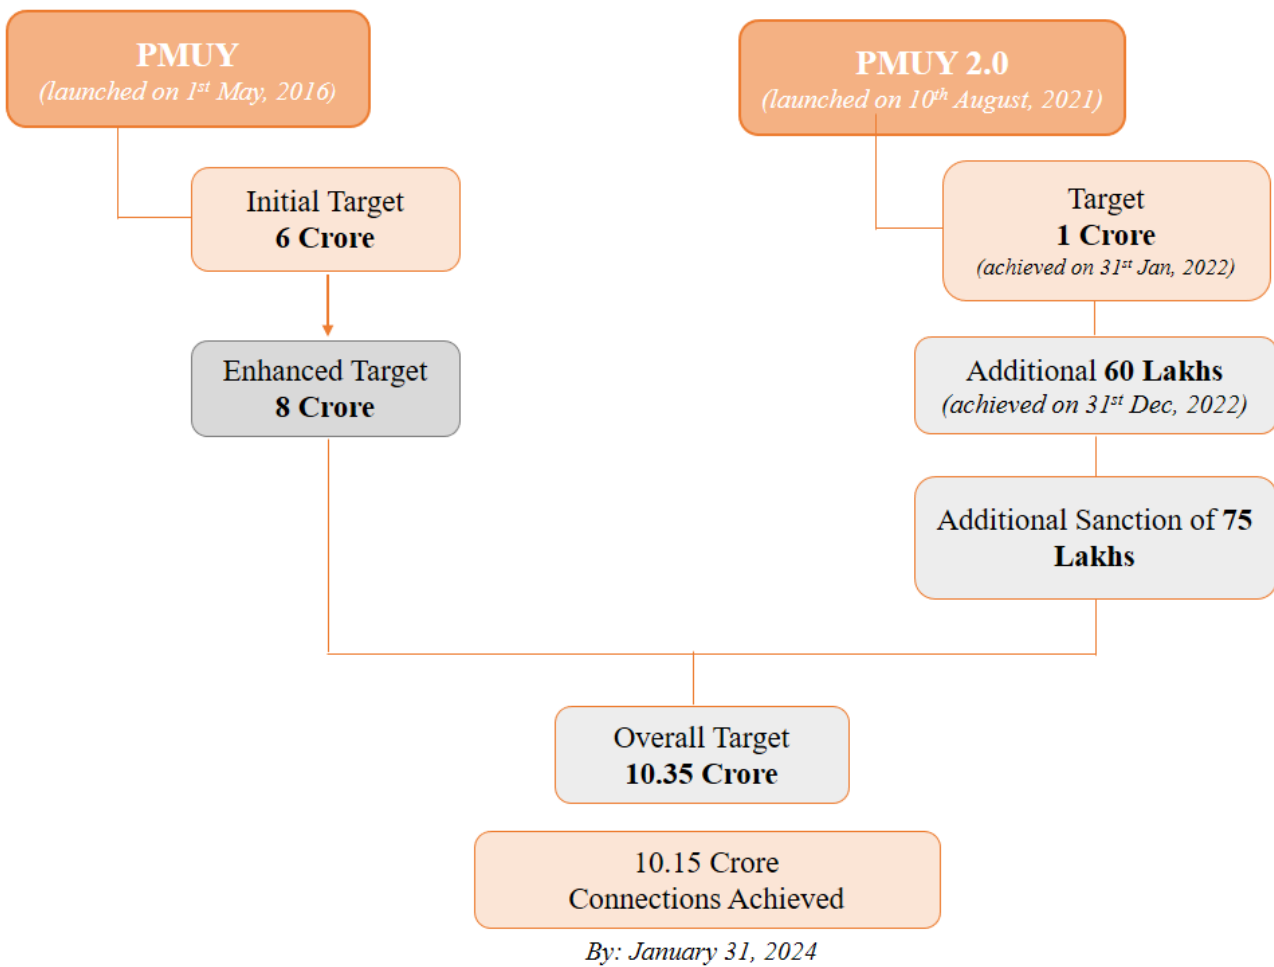 PMUY
(launched on 1st May, 2016)
Initial Target
6 Crore
Enhanced Target
8 Crore
PMUY 2.0
(launched on 10th August, 2021)
Target
1 Crore
(achieved on 31st Jan, 2022)
Additional 60 Lakhs
(achieved on 31st Dec, 2022)
Additional Sanction of 75
Lakhs
Overall Target
10.35 Crore
10.15 Crore
Connections Achieved
By: January 31, 2024